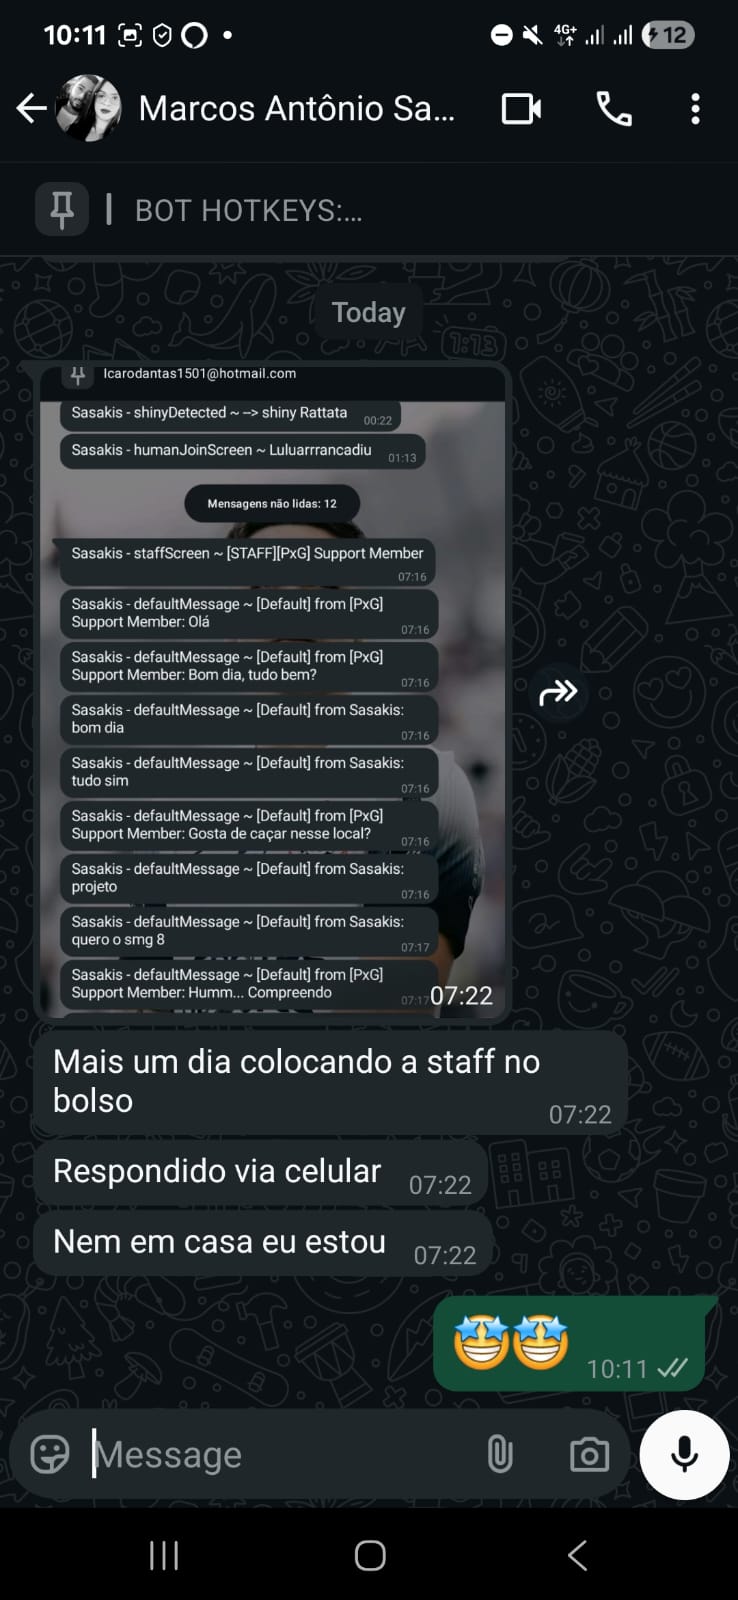 10:11
4G+
12
Marcos Antônio Sa...
BOT HOTKEYS:...
Today
Icarodantas1501@hotmail.com
Sasakis - shinyDetected ~ --> shiny Rattata
00:22
Sasakis - humanJoinScreen ~ Luluarrrancadiu
01:13
Mensagens não lidas: 12
Sasakis - staffScreen ~ [STAFF][PxG] Support Member
07:16
Sasakis - defaultMessage ~ [Default] from [PxG]
Support Member: Olá
07:16
Sasakis - defaultMessage ~ [Default] from [PxG]
Support Member: Bom dia, tudo bem?
07:16
Sasakis - defaultMessage ~ [Default] from Sasakis:
bom dia
07:16
Sasakis - defaultMessage ~ [Default] from Sasakis:
tudo sim
07:16
Sasakis - defaultMessage ~ [Default] from [PxG]
Support Member: Gosta de caçar nesse local?
07:16
Sasakis - defaultMessage ~ [Default] from Sasakis:
projeto
07:16
Sasakis - defaultMessage ~ [Default] from Sasakis:
quero o smg 8
07:17
Sasakis - defaultMessage ~ [Default] from [PxG]
Support Member: Humm... Compreendo
07:17
07:22
Mais um dia colocando a staff no
bolso
07:22
Respondido via celular
07:22
Nem em casa eu estou
07:22
10:11
Message